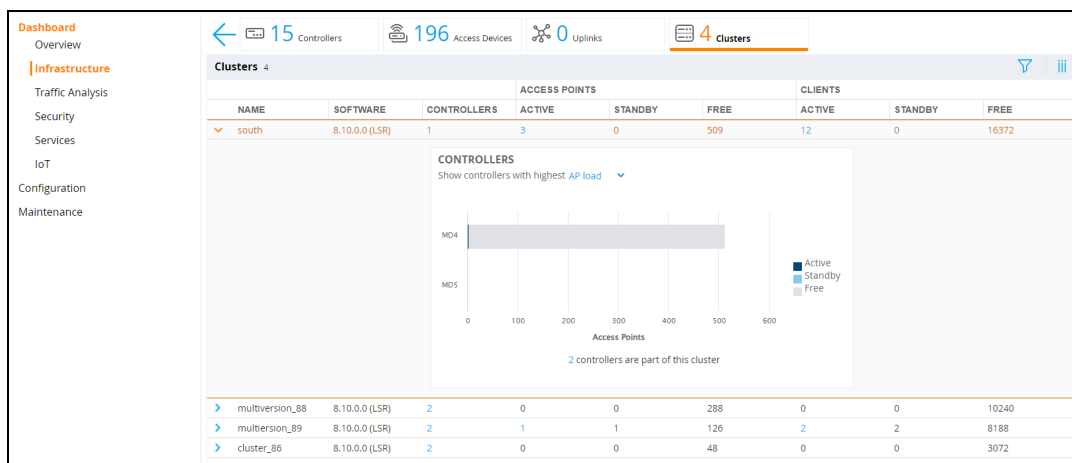 Dashboard
Overview
Infrastructure
Traffic Analysis
Security
Services
IoT
Configuration
Maintenance
15 Controllers
196 Access Devices
0 Uplinks
4 Clusters
Clusters 4
ACCESS POINTS CLIENTS
NAME SOFTWARE CONTROLLERS ACTIVE STANDBY FREE ACTIVE STANDBY FREE
south 8.10.0.0 (LSR) 1 3 0 509 12 0 16372
CONTROLLERS
Show controllers with highest AP load
MD4
MD5
Active
Standby
Free
0 100 200 300 400 500 600
Access Points
2 controllers are part of this cluster
multiversion_88 8.10.0.0 (LSR) 2 0 0 288 0 0 10240
multiersion_89 8.10.0.0 (LSR) 2 1 1 126 2 2 8188
cluster_86 8.10.0.0 (LSR) 2 0 0 48 0 0 3072